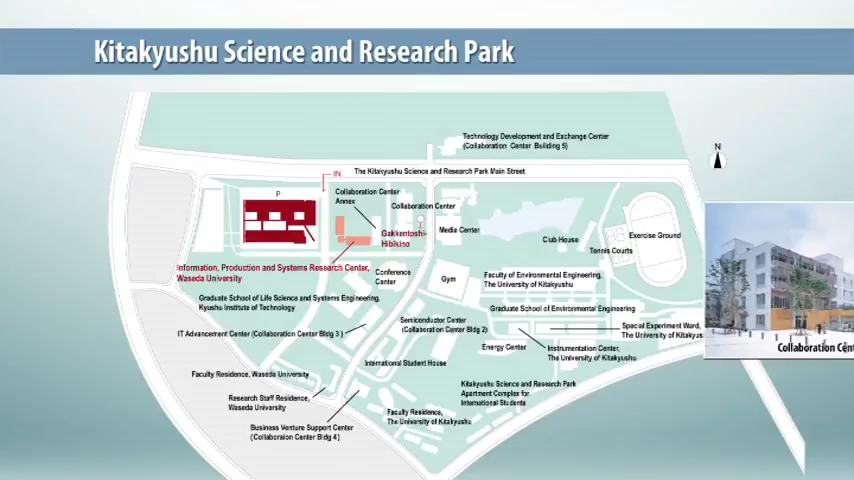 Kitakyushu Science and Research Park
Technology Development and Exchange Center
(Collaboration Center Building 5)
N
The Kitakyushu Science and Research Park Main Street
IN
P
Collaboration Center
Annex
Collaboration Center
Gakkentoshi-
Hibikino
Media Center
Club House
Exercise Ground
Tennis Courts
Information, Production and Systems Research Center,
Waseda University
Conference
Center
Gym
Faculty of Environmental Engineering,
The University of Kitakyushu
Graduate School of Life Science and Systems Engineering,
Kyushu Institute of Technology
Graduate School of Environmental Engineering
Semiconductor Center
(Collaboration Center Bldg 2)
IT Advancement Center (Collaboration Center Bldg 3 )
Special Experiment Ward,
The University of Kitakyus
Energy Center
Instrumentation Center,
The University of Kitakyushu
Collaboration Cent
International Student House
Faculty Residence, Waseda University
Kitakyushu Science and Research Park
Apartment Complex for
International Students
Research Staff Residence,
Waseda University
Faculty Residence,
The University of Kitakyushu
Business Venture Support Center
(Collaboraion Center Bldg 4)